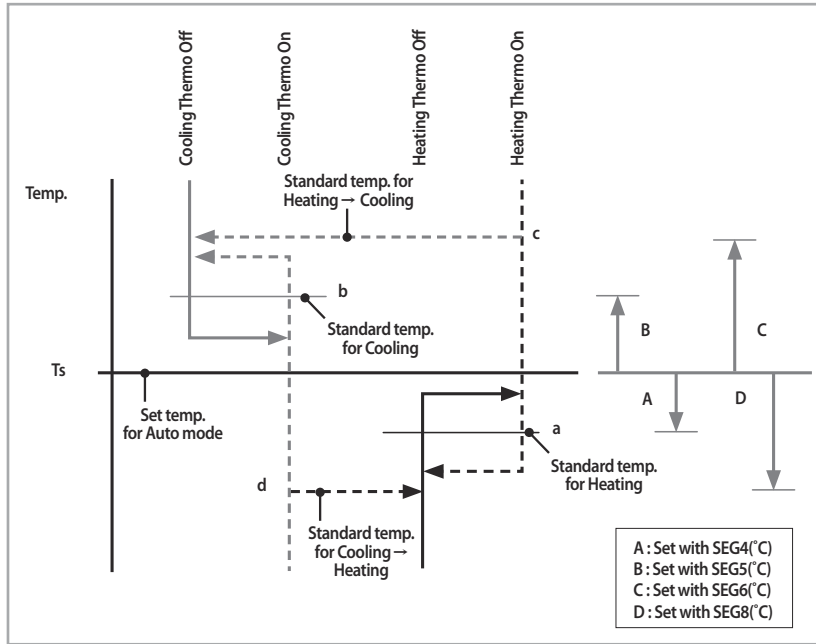 Cooling Thermo Off
Cooling Thermo On
Heating Thermo Off
Heating Thermo On
Temp.
Standard temp. for
Heating → Cooling
c
b
Standard temp.
for Cooling
B
C
Ts
A
D
Set temp.
for Auto mode
a
Standard temp.
for Heating
d
Standard temp.
for Cooling →
Heating
A : Set with SEG4(˚C)
B : Set with SEG5(˚C)
C : Set with SEG6(˚C)
D : Set with SEG8(˚C)